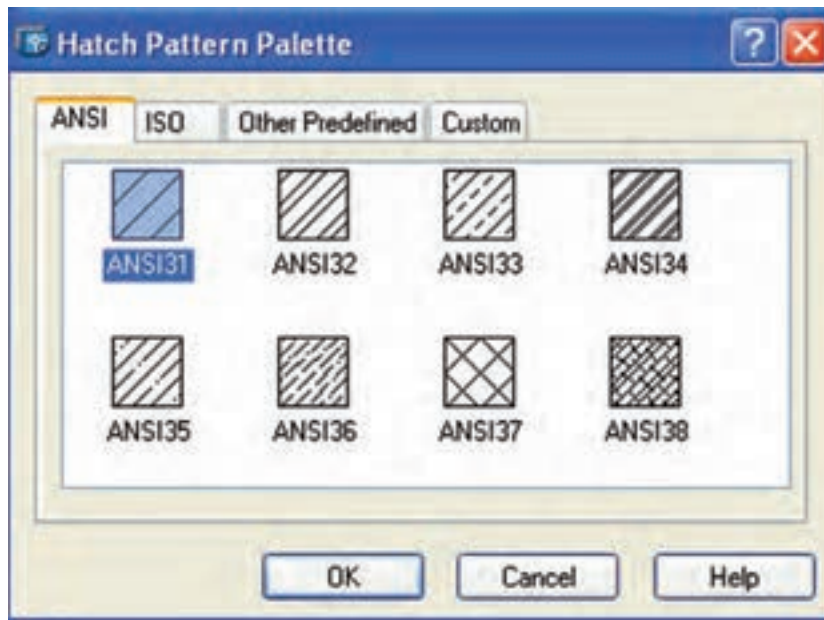 Hatch Pattern Palette
ANSI ISO Other Predefined Custom
ANSI31 ANSI32 ANSI33 ANSI34
ANSI35 ANSI36 ANSI37 ANSI38
OK Cancel Help